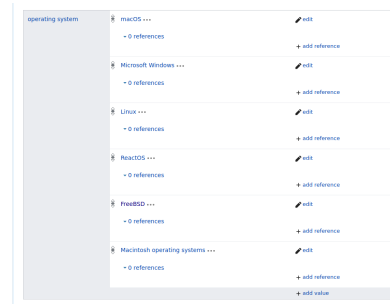 operating system
macOS ••• edit
0 references
+ add reference
Microsoft Windows ••• edit
0 references
+ add reference
Linux ••• edit
0 references
+ add reference
ReactOS ••• edit
0 references
+ add reference
FreeBSD ••• edit
0 references
+ add reference
Macintosh operating systems ••• edit
0 references
+ add reference
+ add value